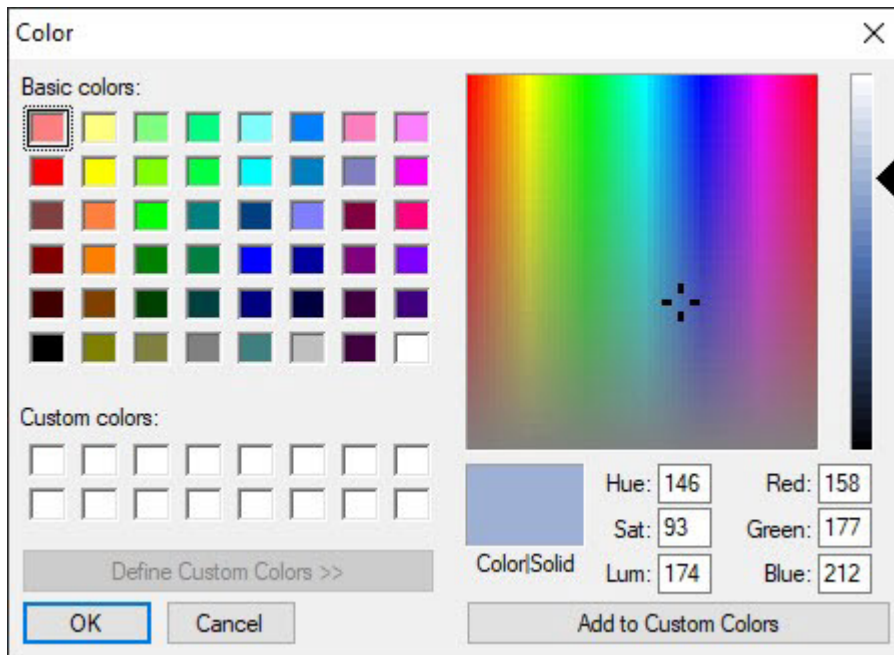 Color
Basic colors:
Custom colors:
Define Custom Colors >>
OK
Cancel
Color|Solid
Hue: 146
Sat: 93
Lum: 174
Red: 158
Green: 177
Blue: 212
Add to Custom Colors